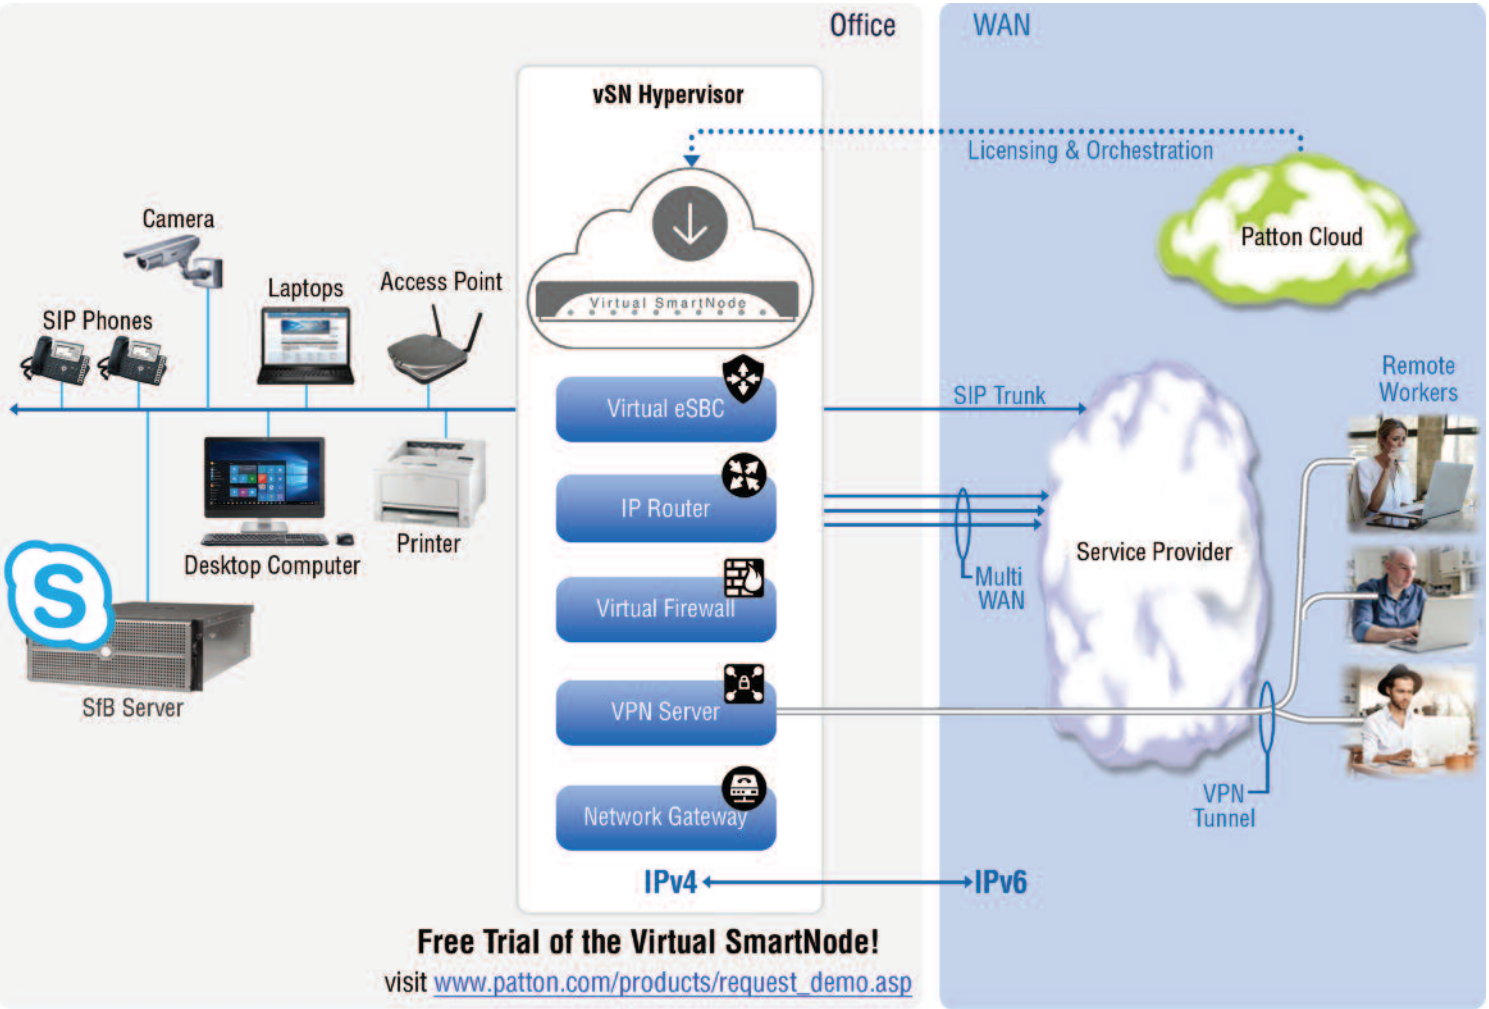 Office
WAN
vSN Hypervisor
Licensing & Orchestration
Patton Cloud
Camera
Laptops
Access Point
SIP Phones
Virtual SmartNode
Virtual eSBC
SIP Trunk
Remote
Workers
IP Router
Desktop Computer
Printer
Multi
WAN
Service Provider
Virtual Firewall
S
SfB Server
VPN Server
VPN
Tunnel
Network Gateway
IPv4
IPv6
Free Trial of the Virtual SmartNode!
visit www.patton.com/products/request_demo.asp